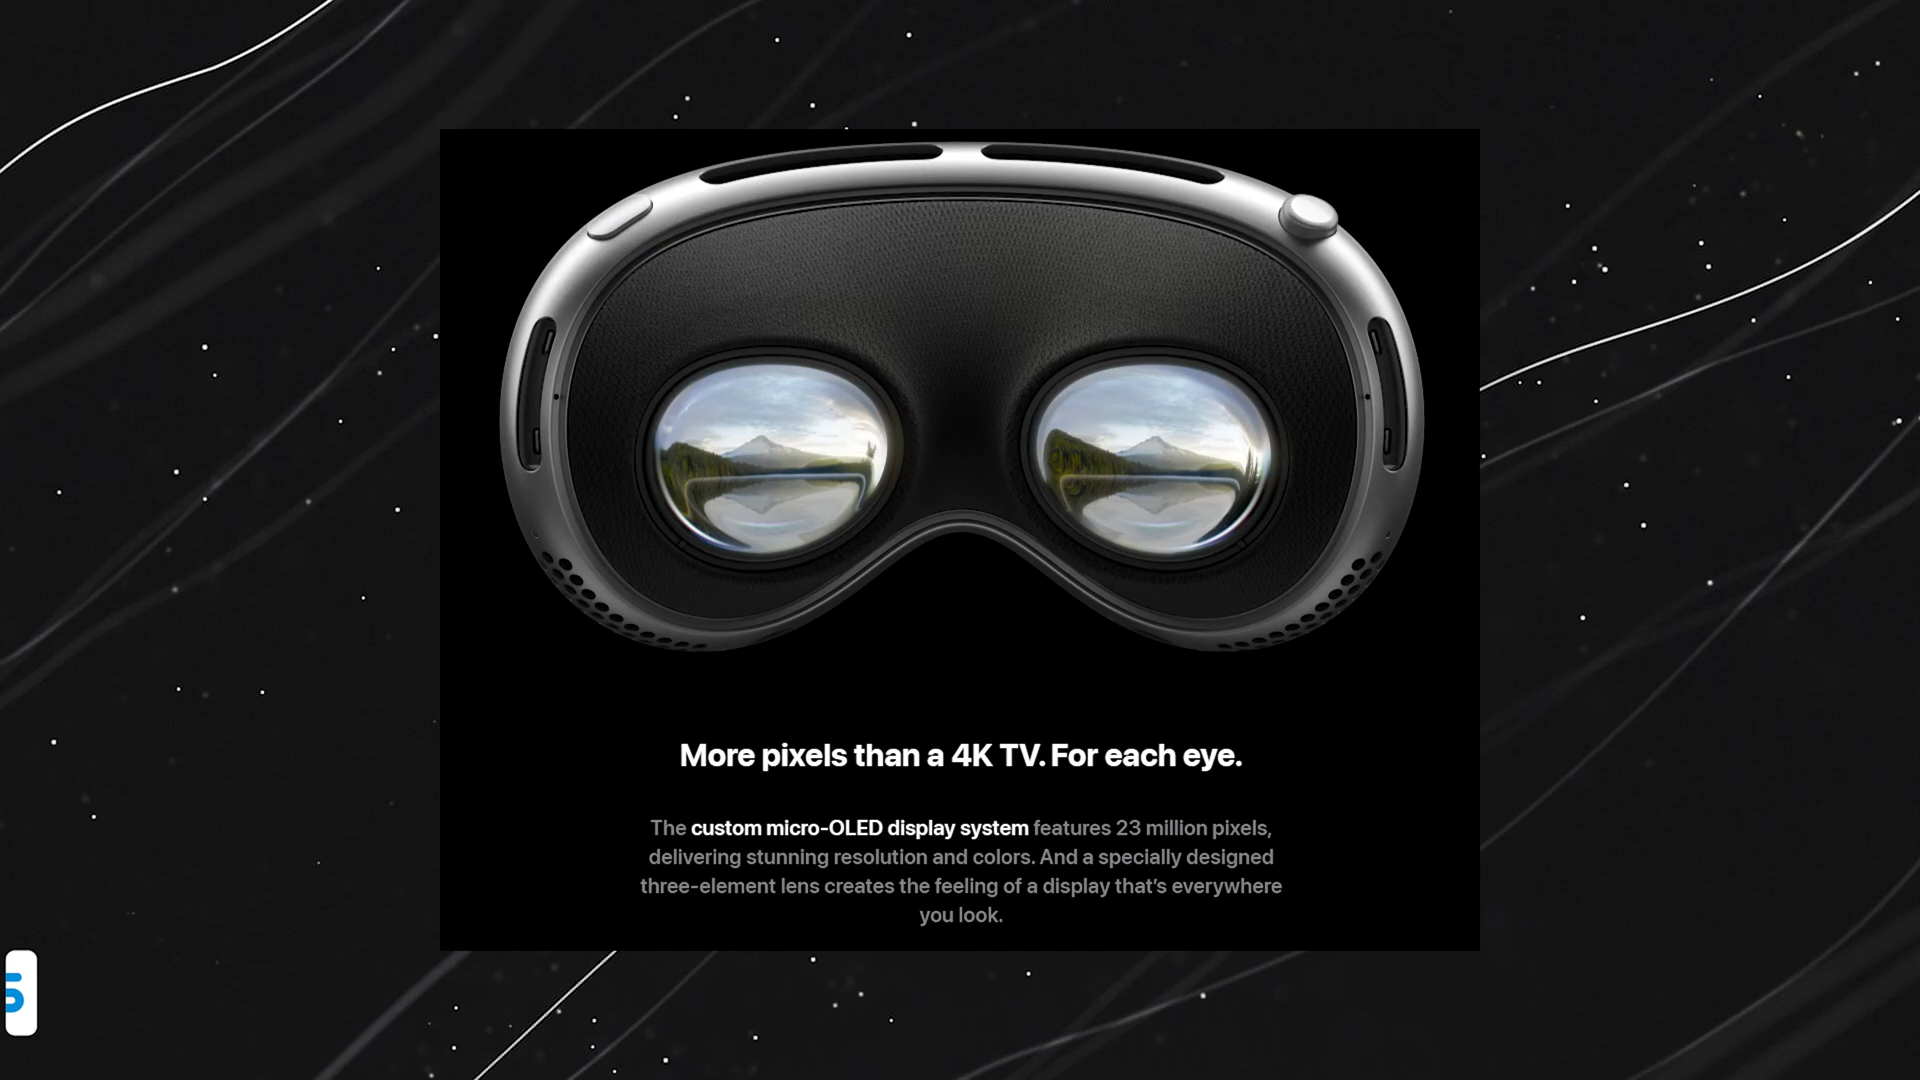 More pixels than a 4K TV. For each eye.
The custom micro-OLED display system features 23 million pixels,
delivering stunning resolution and colors. And a specially designed
three-element lens creates the feeling of a display that's everywhere
you look.
5